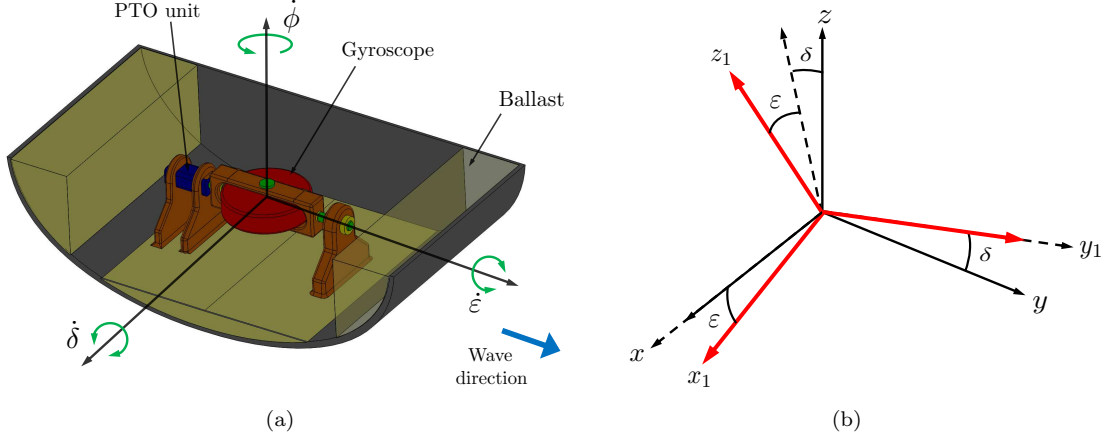 PTO unit
φ̇
Gyroscope
Ballast
δ̇
ε̇
Wave
direction
(a)
z
z₁
δ
ε
y₁
δ
y
x
ε
x₁
(b)